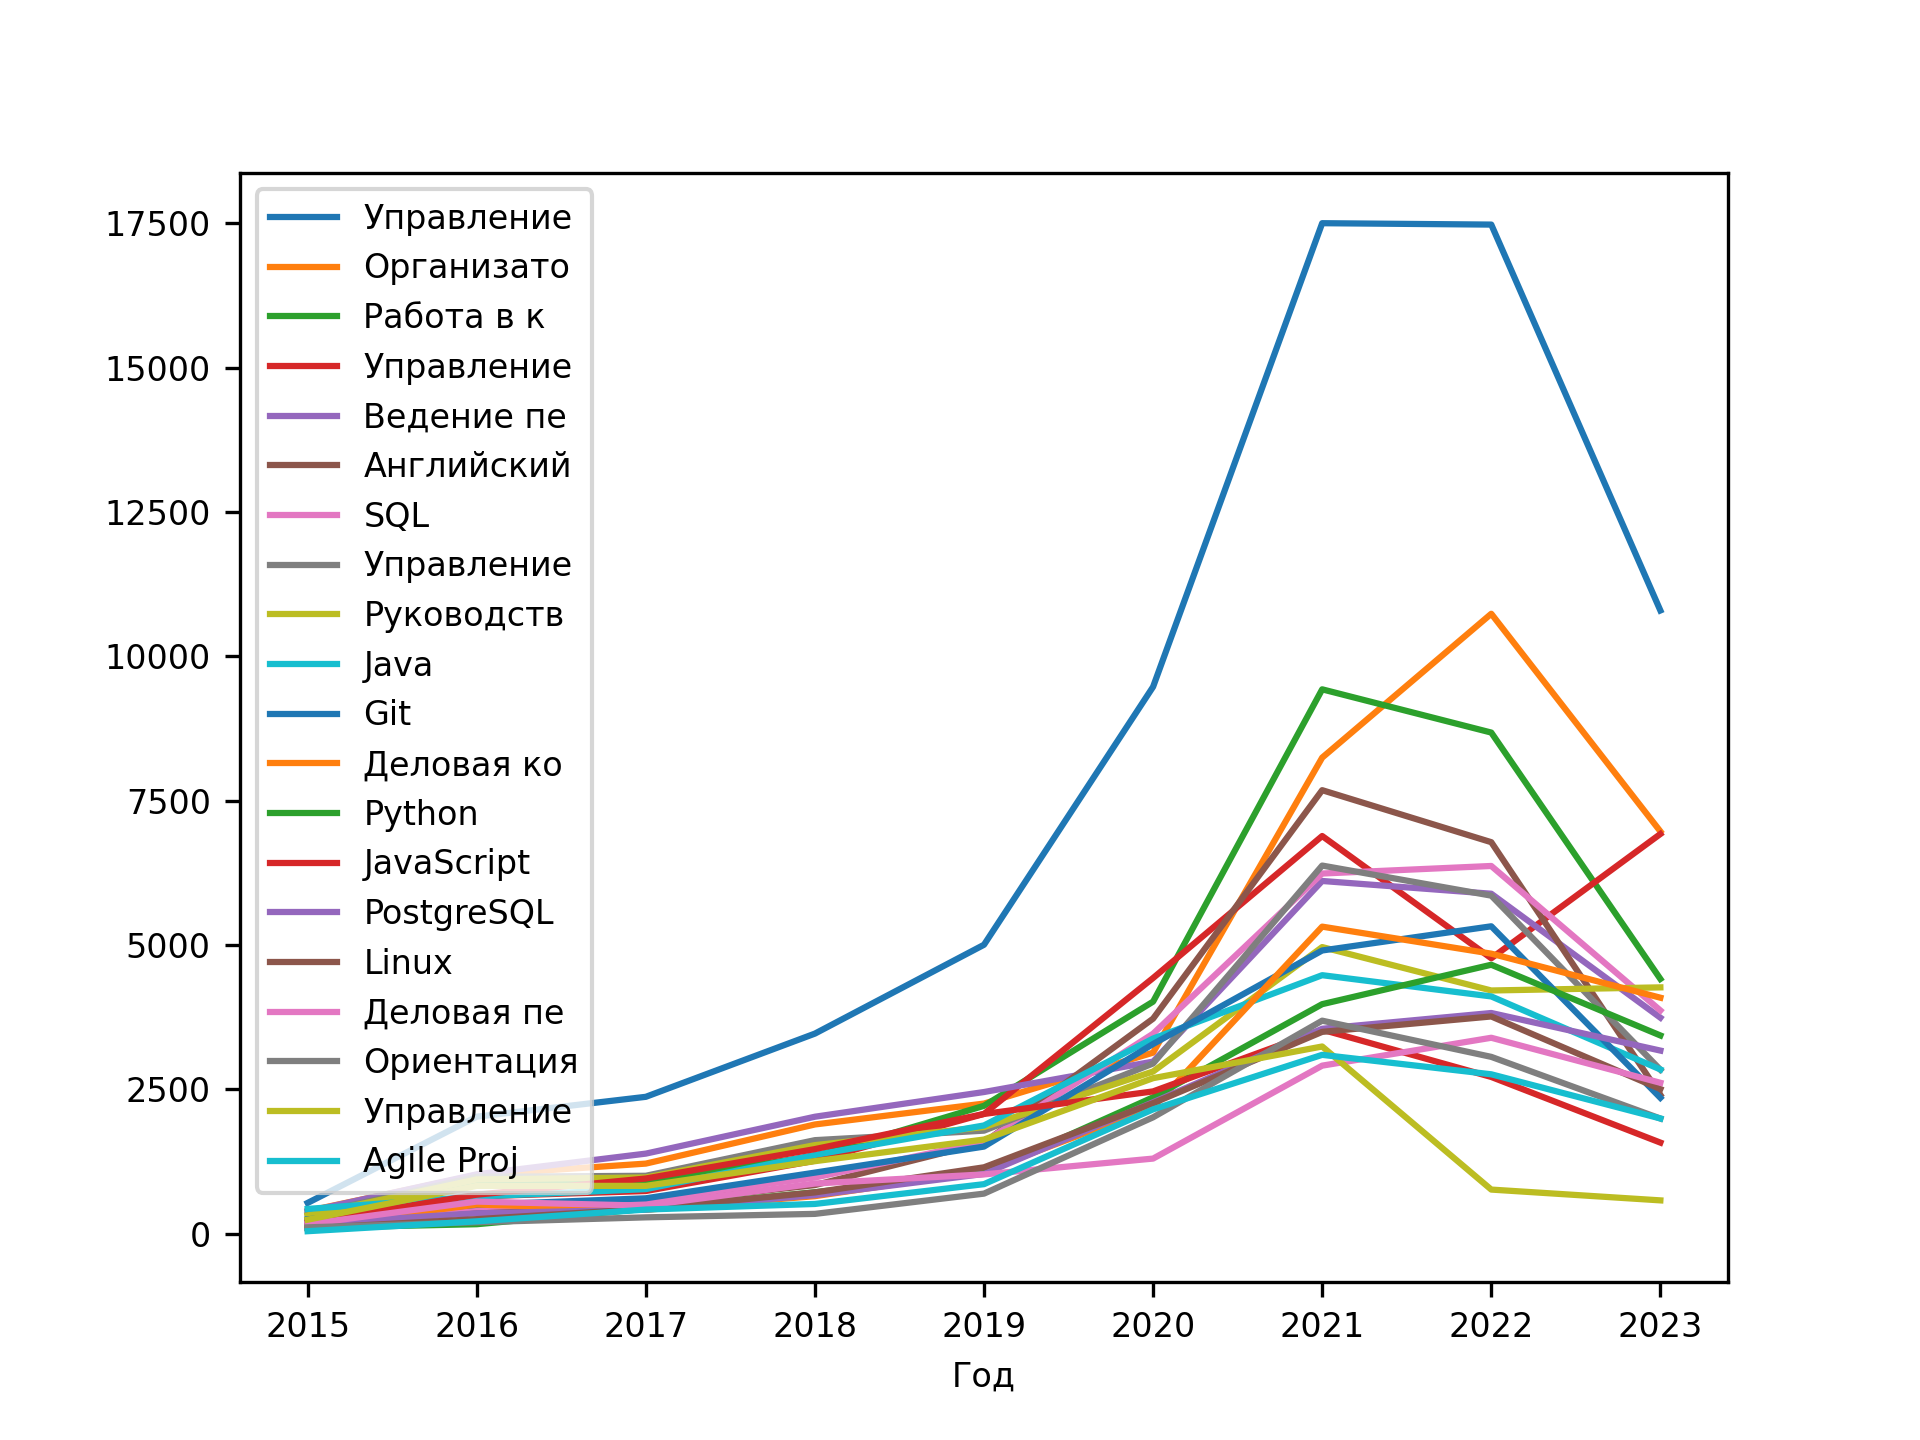 17500
15000
12500
10000
7500
5000
2500
0
Управление
Организато
Работа в к
Управление
Ведение пе
Английский
SQL
Управление
Руководств
Java
Git
Деловая ко
Python
JavaScript
PostgreSQL
Linux
Деловая пе
Ориентация
Управление
Agile Proj
2015 2016 2017 2018 2019 2020 2021 2022 2023
Год